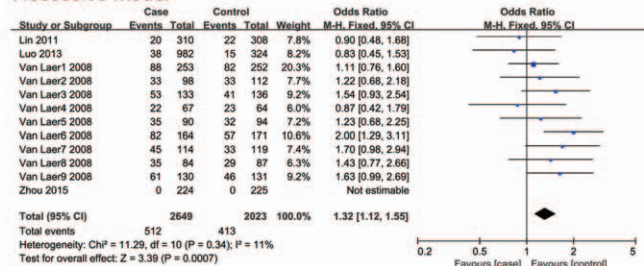 Recessive model
Case Control Odds Ratio Odds Ratio
Study or Subgroup Events Total Events Total Weight M-H, Fixed, 95% CI M-H, Fixed, 95% CI
Lin 2011 20 310 22 308 7.8% 0.90 [0.48, 1.68]
Luo 2013 38 982 15 324 8.2% 0.83 [0.45, 1.53]
Van Laer1 2008 88 253 82 252 20.3% 1.11 [0.76, 1.60]
Van Laer2 2008 33 98 33 112 7.7% 1.22 [0.68, 2.18]
Van Laer3 2008 53 133 41 136 9.3% 1.54 [0.93, 2.54]
Van Laer4 2008 22 67 23 64 6.0% 0.87 [0.42, 1.79]
Van Laer5 2008 35 90 32 94 7.3% 1.23 [0.68, 2.25]
Van Laer6 2008 82 164 57 171 10.6% 2.00 [1.29, 3.11]
Van Laer7 2008 45 114 33 119 7.5% 1.70 [0.98, 2.94]
Van Laer8 2008 35 84 29 87 6.3% 1.43 [0.77, 2.66]
Van Laer9 2008 61 130 46 131 9.2% 1.63 [0.99, 2.69]
Zhou 2015 0 224 0 225 Not estimable
Total (95% CI) 2649 2023 100.0% 1.32 [1.12, 1.55]
Total events 512 413
Heterogeneity: Chi² = 11.29, df = 10 (P = 0.34); I² = 11%
Test for overall effect: Z = 3.39 (P = 0.0007)
0.2 0.5 1 2 5
Favours [case] Favours [control]